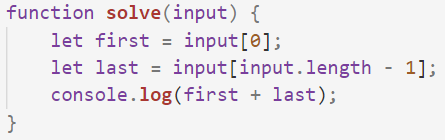 function solve(input) {
    let first = input[0];
    let last = input[input.length - 1];
    console.log(first + last);
}